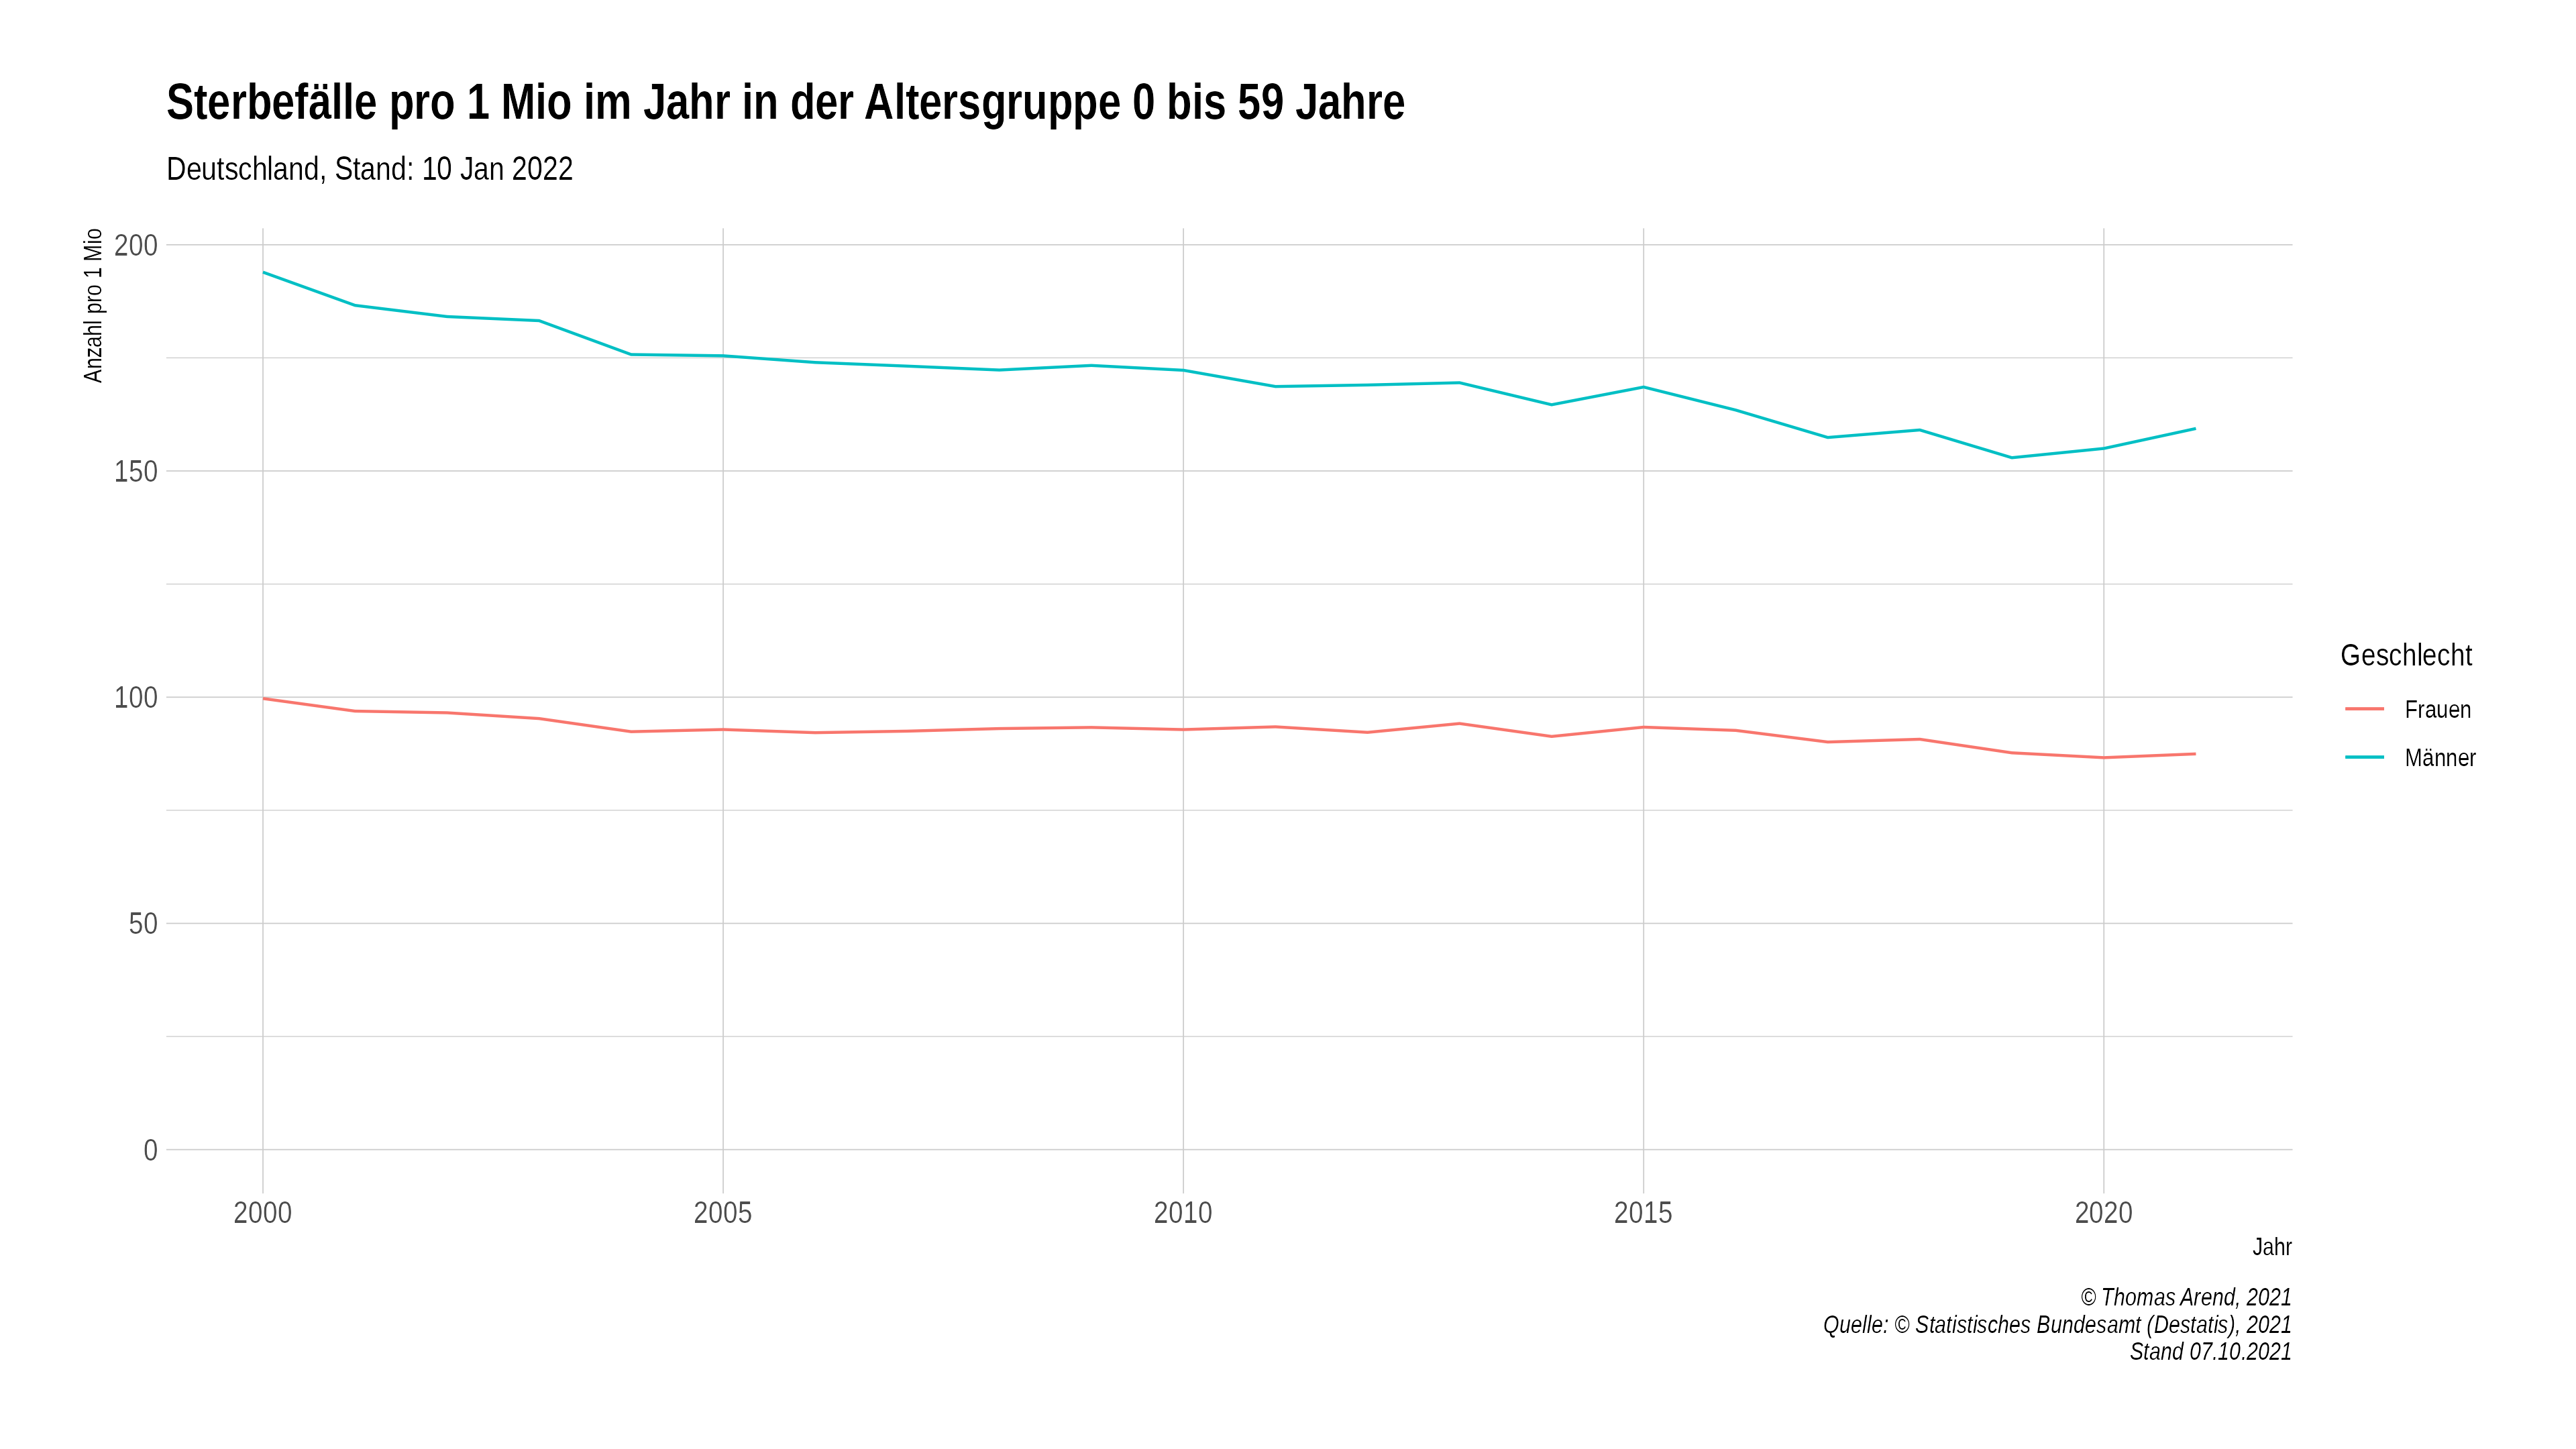 Sterbefälle pro 1 Mio im Jahr in der Altersgruppe 0 bis 59 Jahre
Deutschland, Stand: 10 Jan 2022
Anzahl pro 1 Mio
200
150
100
50
0
2000
2005
2010
2015
2020
Jahr
Geschlecht
Frauen
Männer
© Thomas Arend, 2021
Quelle: © Statistisches Bundesamt (Destatis), 2021
Stand 07.10.2021